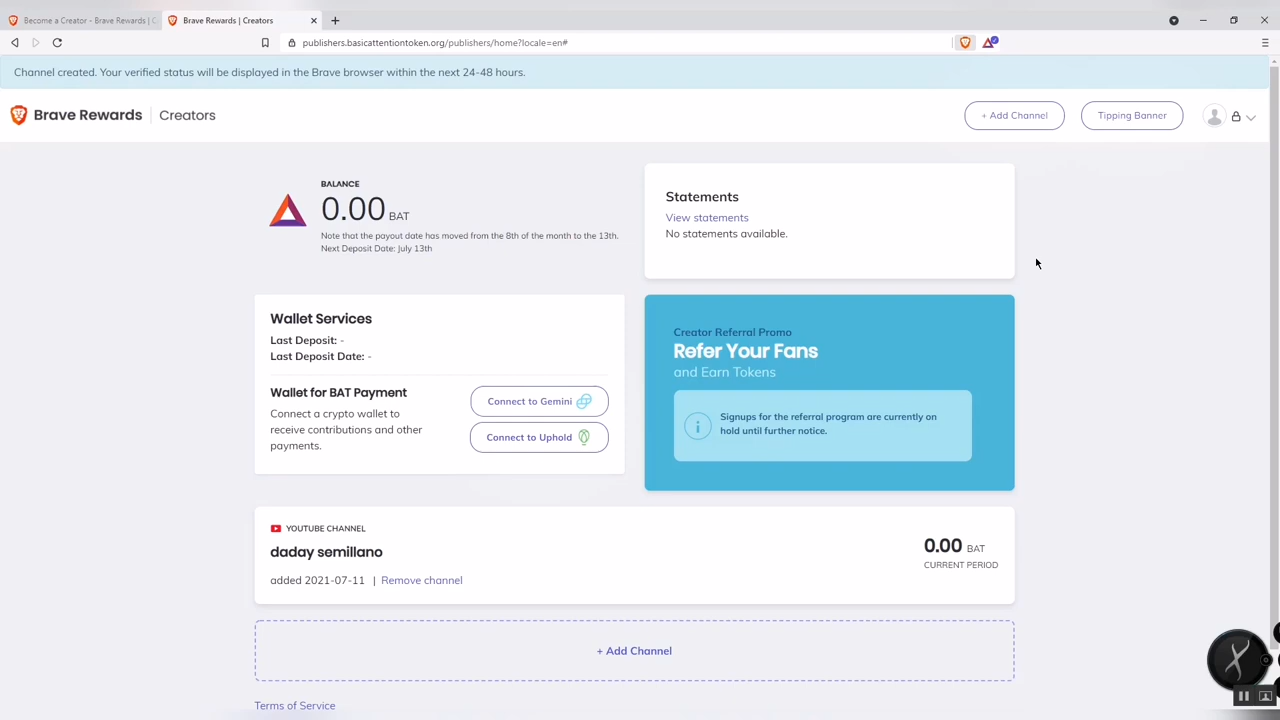 Become a Creator - Brave Rewards | C
Brave Rewards | Creators
publishers.basicattentiontoken.org/publishers/home?locale=en#
Channel created. Your verified status will be displayed in the Brave browser within the next 24-48 hours.
Brave Rewards | Creators
+ Add Channel
Tipping Banner
BALANCE
0.00 BAT
Note that the payout date has moved from the 8th of the month to the 13th.
Next Deposit Date: July 13th
Statements
View statements
No statements available.
Wallet Services
Last Deposit: -
Last Deposit Date: -
Wallet for BAT Payment
Connect a crypto wallet to
receive contributions and other
payments.
Connect to Gemini
Connect to Uphold
Creator Referral Promo
Refer Your Fans
and Earn Tokens
Signups for the referral program are currently on
hold until further notice.
YOUTUBE CHANNEL
daday semillano
added 2021-07-11 | Remove channel
0.00 BAT
CURRENT PERIOD
+ Add Channel
Terms of Service